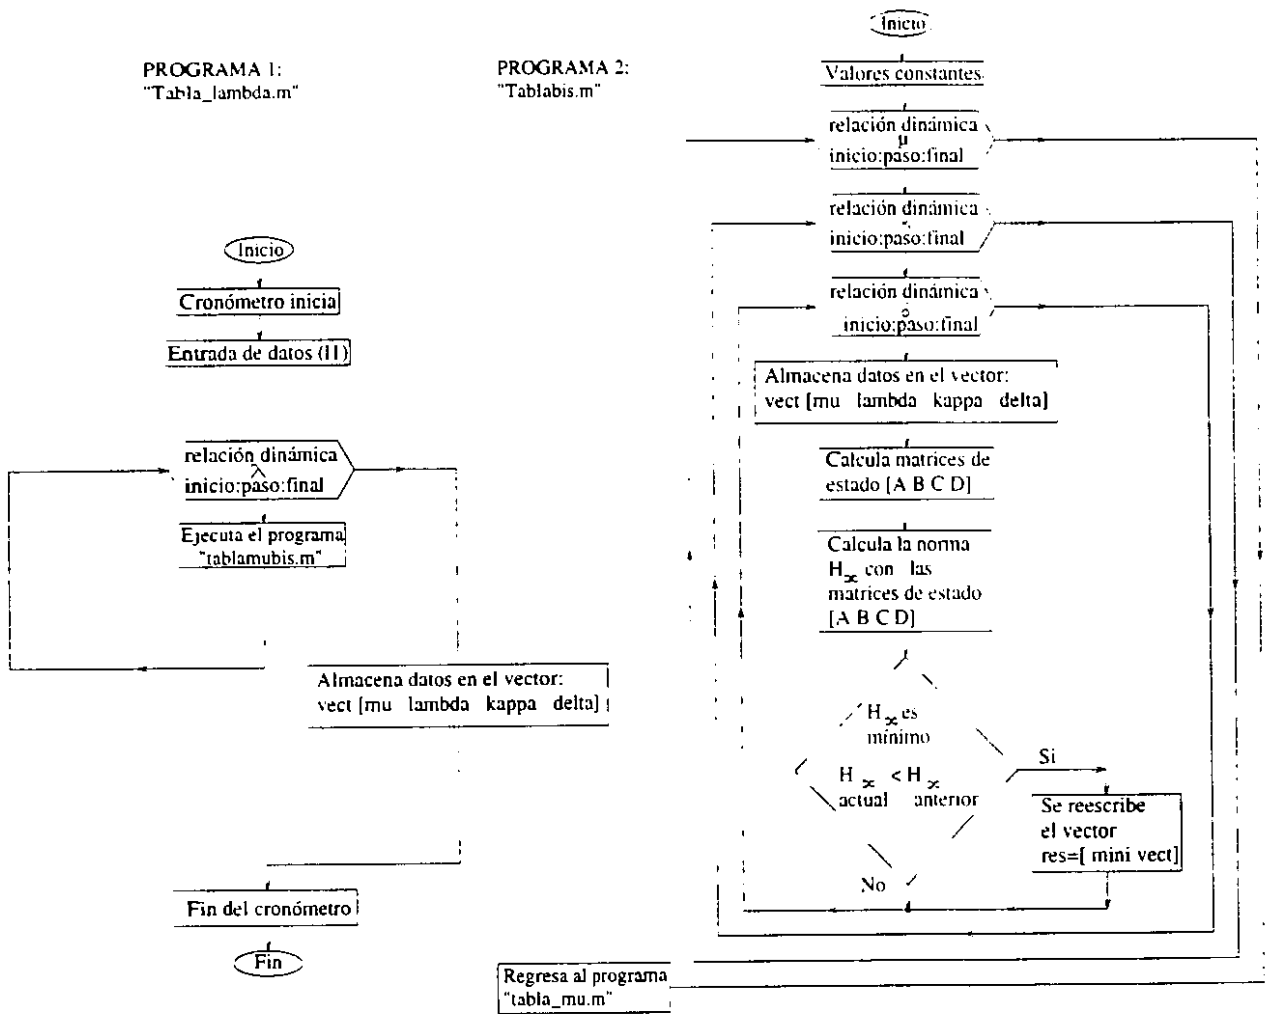 PROGRAMA 1:
"Tabla_lambda.m"
Inicio
Cronómetro inicia
Entrada de datos (11)
relación dinámica
λ
inicio:paso:final
Ejecuta el programa
"tablamubis.m"
Almacena datos en el vector:
vect [mu lambda kappa delta]
Fin del cronómetro
Fin
PROGRAMA 2:
"Tablabis.m"
Inicio
Valores constantes
relación dinámica
μ
inicio:paso:final
relación dinámica
inicio:paso:final
relación dinámica
inicio:paso:final
Almacena datos en el vector:
vect [mu lambda kappa delta]
Calcula matrices de
estado [A B C D]
Calcula la norma
H∞ con las
matrices de estado
[A B C D]
H∞ es
mínimo
H∞ < H∞
actual anterior
Si
Se reescribe
el vector
res=[ mini vect]
No
Regresa al programa
"tabla_mu.m"